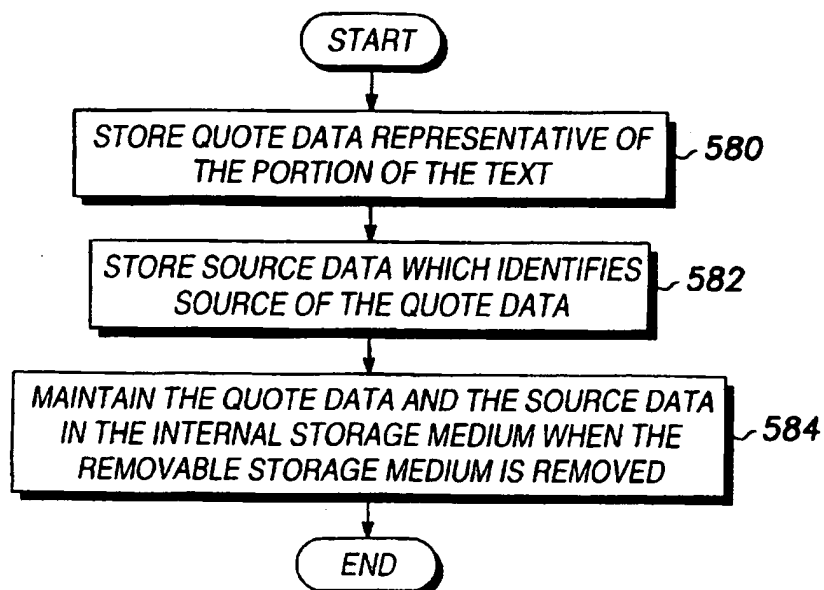 START
STORE QUOTE DATA REPRESENTATIVE OF
THE PORTION OF THE TEXT
580
STORE SOURCE DATA WHICH IDENTIFIES
SOURCE OF THE QUOTE DATA
582
MAINTAIN THE QUOTE DATA AND THE SOURCE DATA
IN THE INTERNAL STORAGE MEDIUM WHEN THE
REMOVABLE STORAGE MEDIUM IS REMOVED
584
END